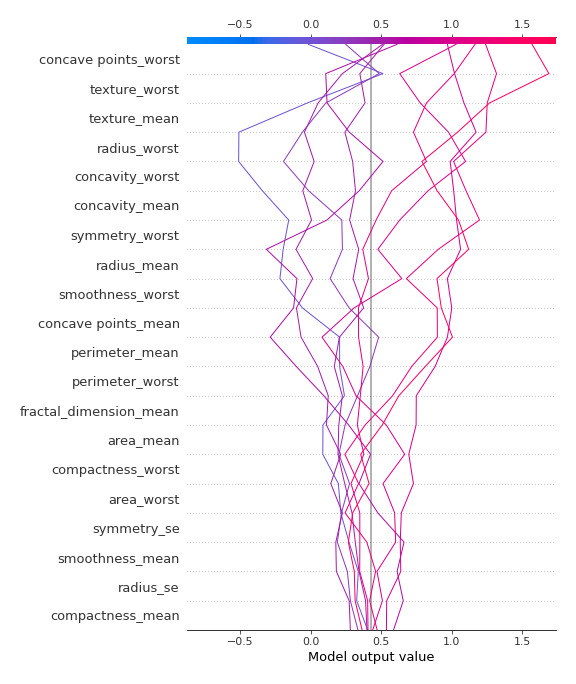 −0.5 0.0 0.5 1.0 1.5
concave points_worst
texture_worst
texture_mean
radius_worst
concavity_worst
concavity_mean
symmetry_worst
radius_mean
smoothness_worst
concave points_mean
perimeter_mean
perimeter_worst
fractal_dimension_mean
area_mean
compactness_worst
area_worst
symmetry_se
smoothness_mean
radius_se
compactness_mean
−0.5 0.0 0.5 1.0 1.5
Model output value